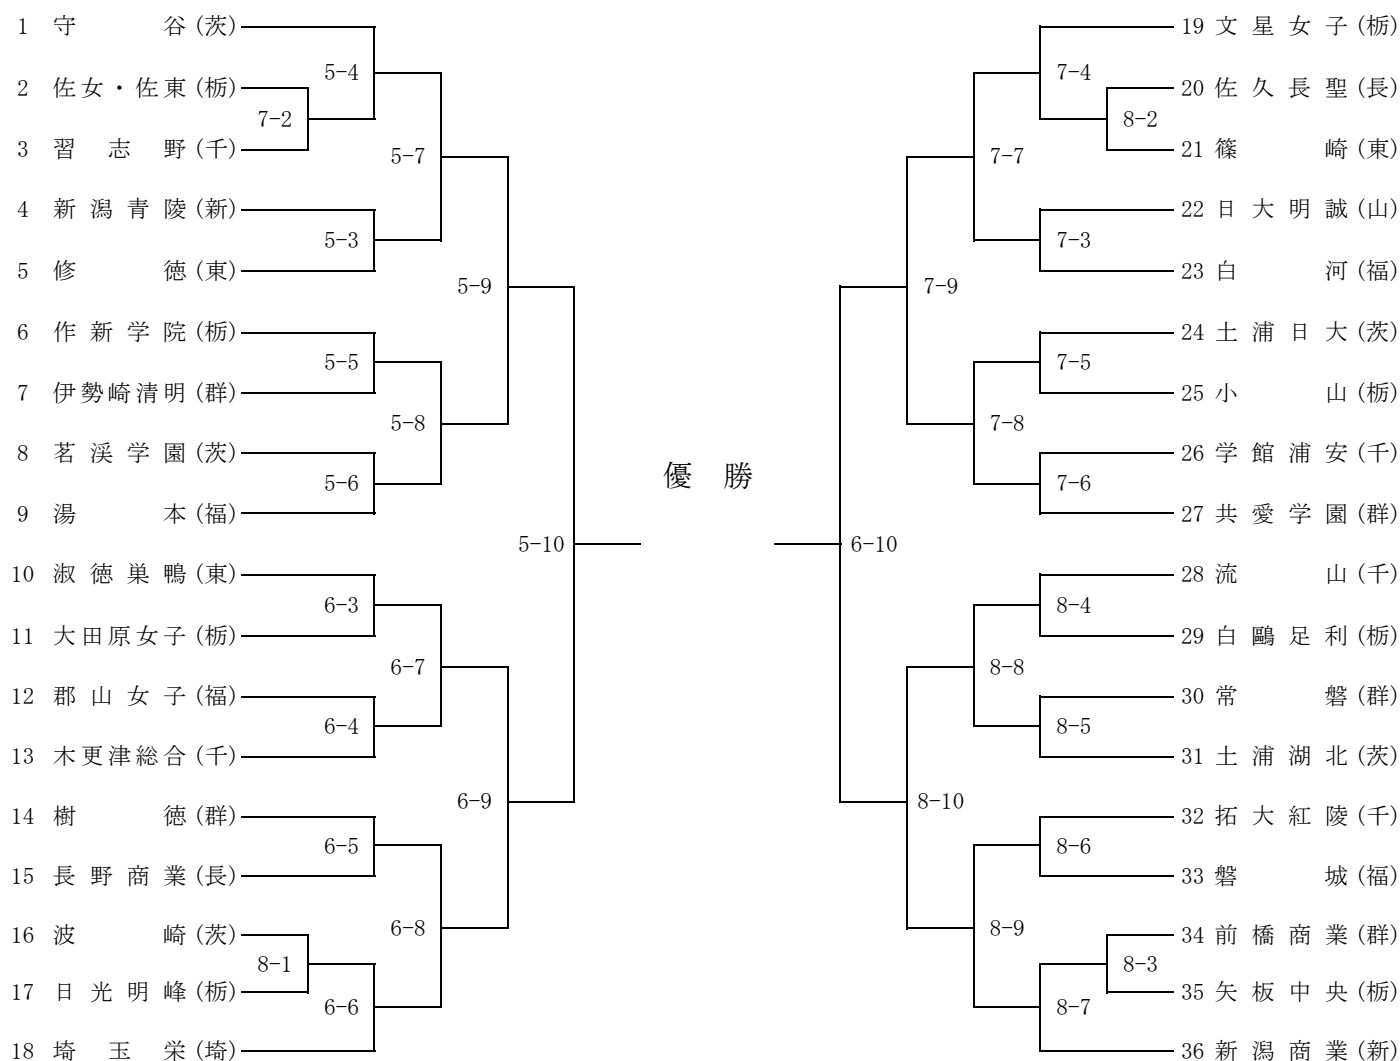 1 守谷(茨)
5-4
2 佐女・佐東(栃)
7-2
3 習志野(千)
5-7
4 新潟青陵(新)
5-3
5 修徳(東)
5-9
6 作新学院(栃)
5-5
7 伊勢崎清明(群)
5-8
8 茗渓学園(茨)
5-6
9 湯本(福)
5-10
10 淑徳巣鴨(東)
6-3
11 大田原女子(栃)
6-7
12 郡山女子(福)
6-4
13 木更津総合(千)
6-9
14 樹徳(群)
6-5
15 長野商業(長)
6-8
16 波崎(茨)
8-1
17 日光明峰(栃)
6-6
18 埼玉栄(埼)
優勝
19 文星女子(栃)
7-4
20 佐久長聖(長)
8-2
21 篠崎(東)
7-7
22 日大明誠(山)
7-3
23 白河(福)
7-9
24 土浦日大(茨)
7-5
25 小山(栃)
7-8
26 学館浦安(千)
7-6
27 共愛学園(群)
6-10
28 流山(千)
8-4
29 白鷗足利(栃)
8-8
30 常磐(群)
8-5
31 土浦湖北(茨)
8-10
32 拓大紅陵(千)
8-6
33 磐城(福)
8-9
34 前橋商業(群)
8-3
35 矢板中央(栃)
8-7
36 新潟商業(新)